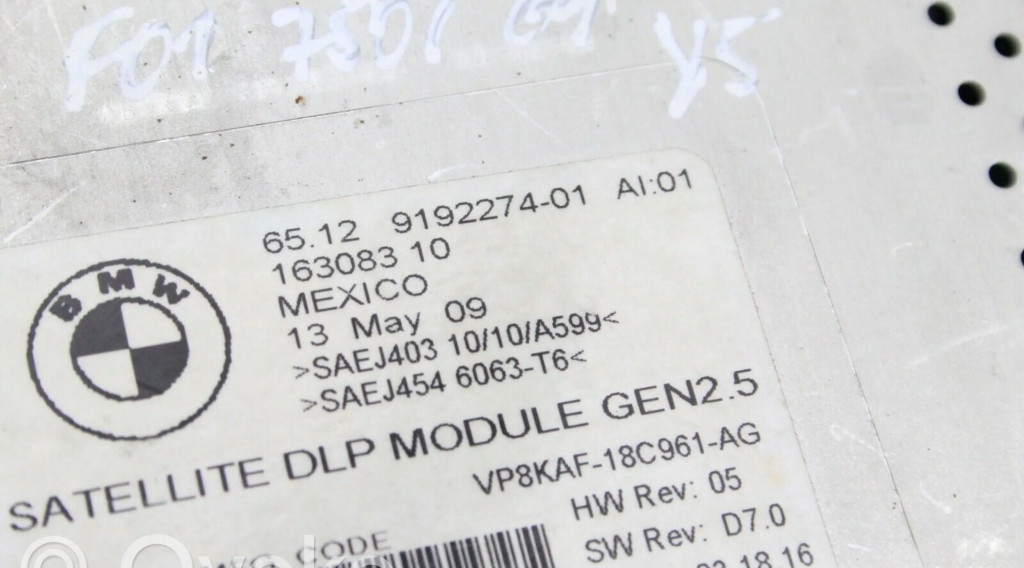 F01 750i
65.12 9192274-01 AI:01
163083 10
MEXICO
13 May 09
>SAEJ403 10/10/A599<
>SAEJ454 6063-T6<
BMW
SATELLITE DLP MODULE GEN2.5
VP8KAF-18C961-AG
HW Rev: 05
SW Rev: D7.0
CODE
18 16